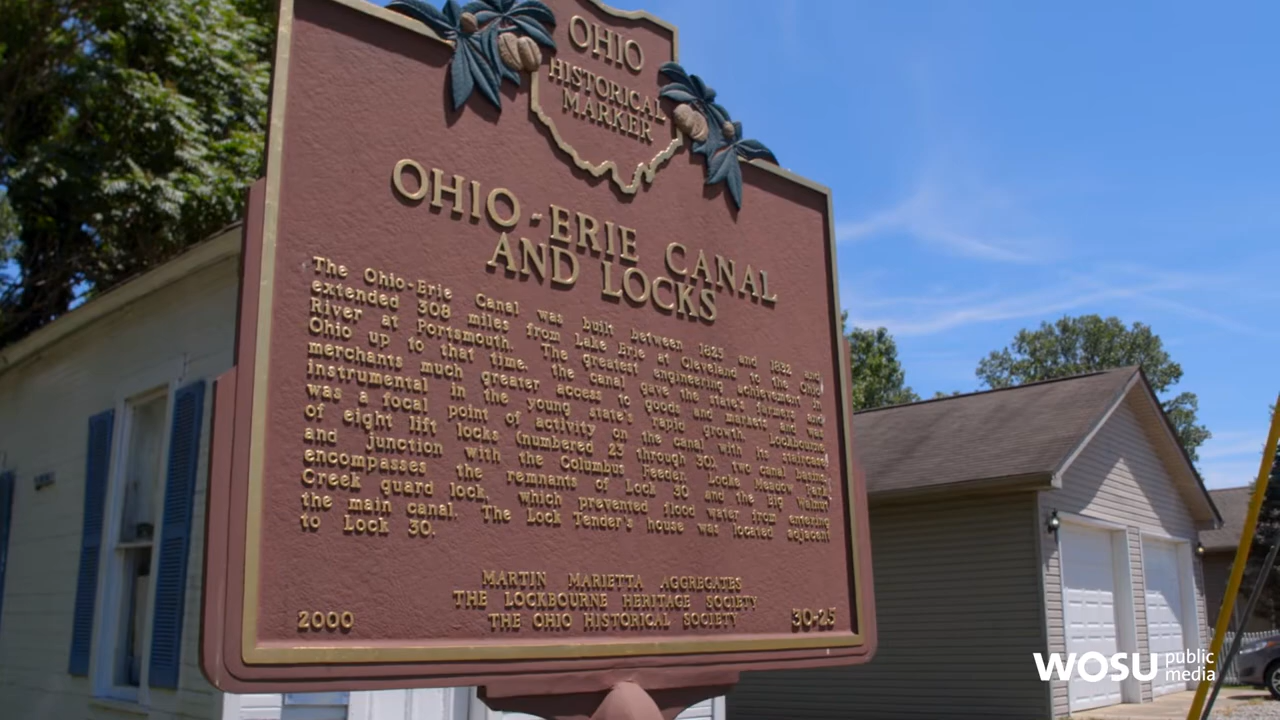 OHIO
HISTORICAL
MARKER
OHIO-ERIE CANAL
AND LOCKS
The Ohio-Erie Canal was built between 1825 and 1832 and
extended 308 miles from Lake Erie at Cleveland to the Ohio
River at Portsmouth. The greatest engineering achievement in
Ohio up to that time, the canal gave the state's farmers and
merchants much greater access to goods and markets and was
instrumental in the young state's rapid growth. Lockbourne
was a focal point of activity on the canal with its staircase
of eight lift locks (numbered 23 through 30), two canal basins,
and junction with the Columbus Feeder. Locke Meadow Park
encompasses the remnants of Lock 30 and the Big Walnut
Creek guard lock, which prevented flood water from entering
the main canal. The Lock Tender's house was located adjacent
to Lock 30.
MARTIN MARIETTA AGGREGATES
THE LOCKBOURNE HERITAGE SOCIETY
2000 THE OHIO HISTORICAL SOCIETY 30-25
WOSU public
media